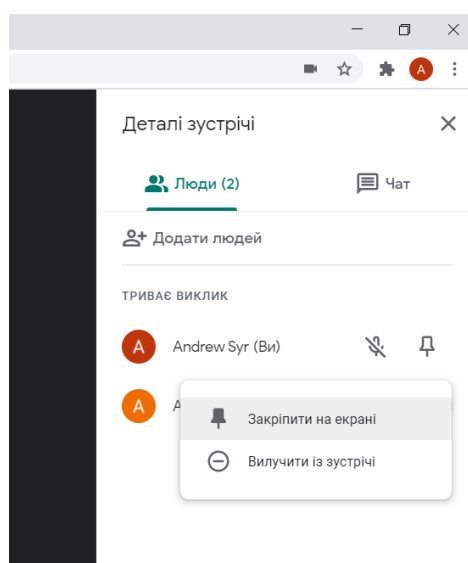 А
Деталі зустрічі
Люди (2)
Чат
Додати людей
ТРИВАЄ ВИКЛИК
A
Andrew Syr (Ви)
A
A
Закріпити на екрані
Вилучити із зустрічі